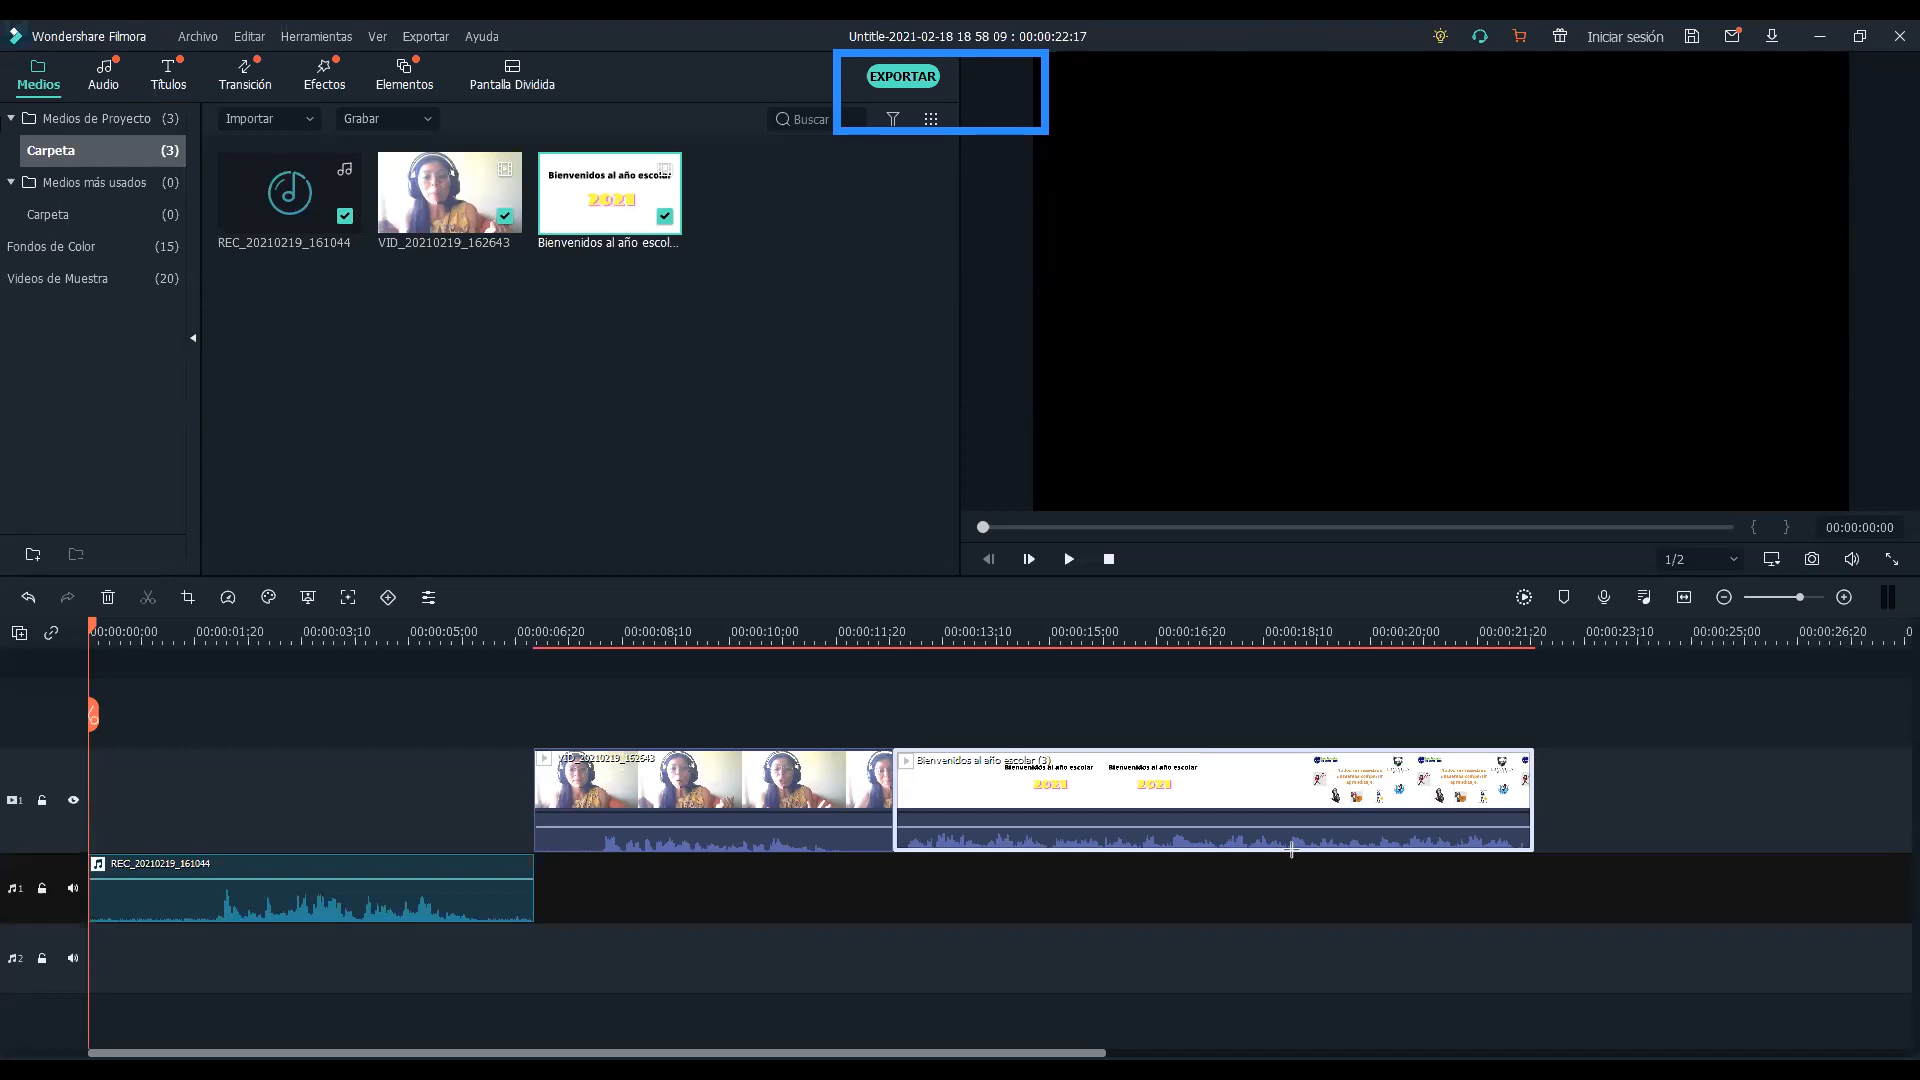 Wondershare Filmora Archivo Editar Herramientas Ver Exportar Ayuda Untitle-2021-02-18 18 58 09 : 00:00:22:17 Iniciar sesión
Medios Audio Títulos Transición Efectos Elementos Pantalla Dividida EXPORTAR
Medios de Proyecto (3) Importar Grabar Buscar
Carpeta (3)
Medios más usados (0)
Carpeta (0)
Fondos de Color (15)
Videos de Muestra (20)
Bienvenidos al año escolar
2021
REC_20210219_161044 VID_20210219_162643 Bienvenidos al año escol...
00:00:00:00
1/2
00:00:00:00 00:00:01:20 00:00:03:10 00:00:05:00 00:00:06:20 00:00:08:10 00:00:10:00 00:00:11:20 00:00:13:10 00:00:15:00 00:00:16:20 00:00:18:10 00:00:20:00 00:00:21:20 00:00:23:10 00:00:25:00 00:00:26:20 0
VID_20210219_162643 Bienvenidos al año escolar (3)
Bienvenidos al año escolar Bienvenidos al año escolar
2021 2021
1
REC_20210219_161044
1
2